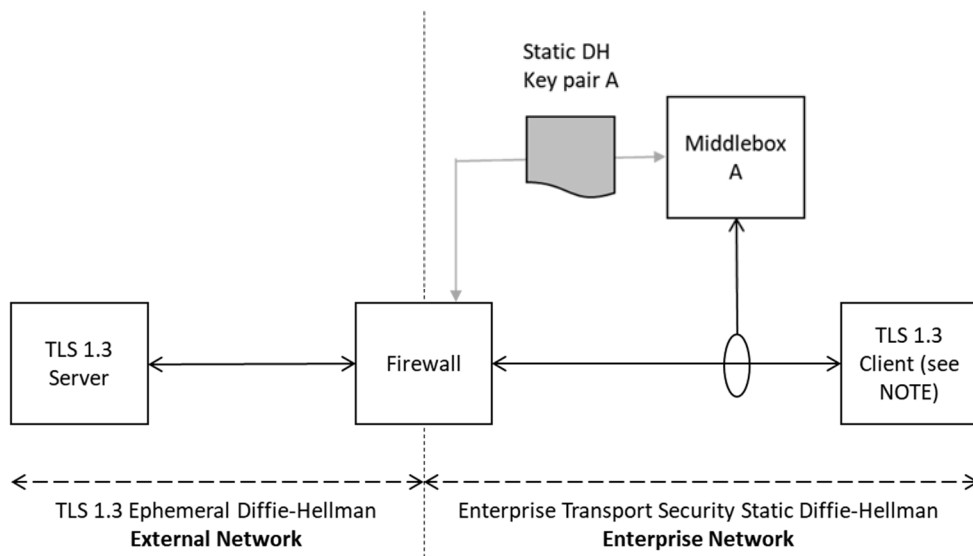 Static DH
Key pair A
Middlebox
A
TLS 1.3
Server
Firewall
TLS 1.3
Client (see
NOTE)
TLS 1.3 Ephemeral Diffie-Hellman
External Network
Enterprise Transport Security Static Diffie-Hellman
Enterprise Network